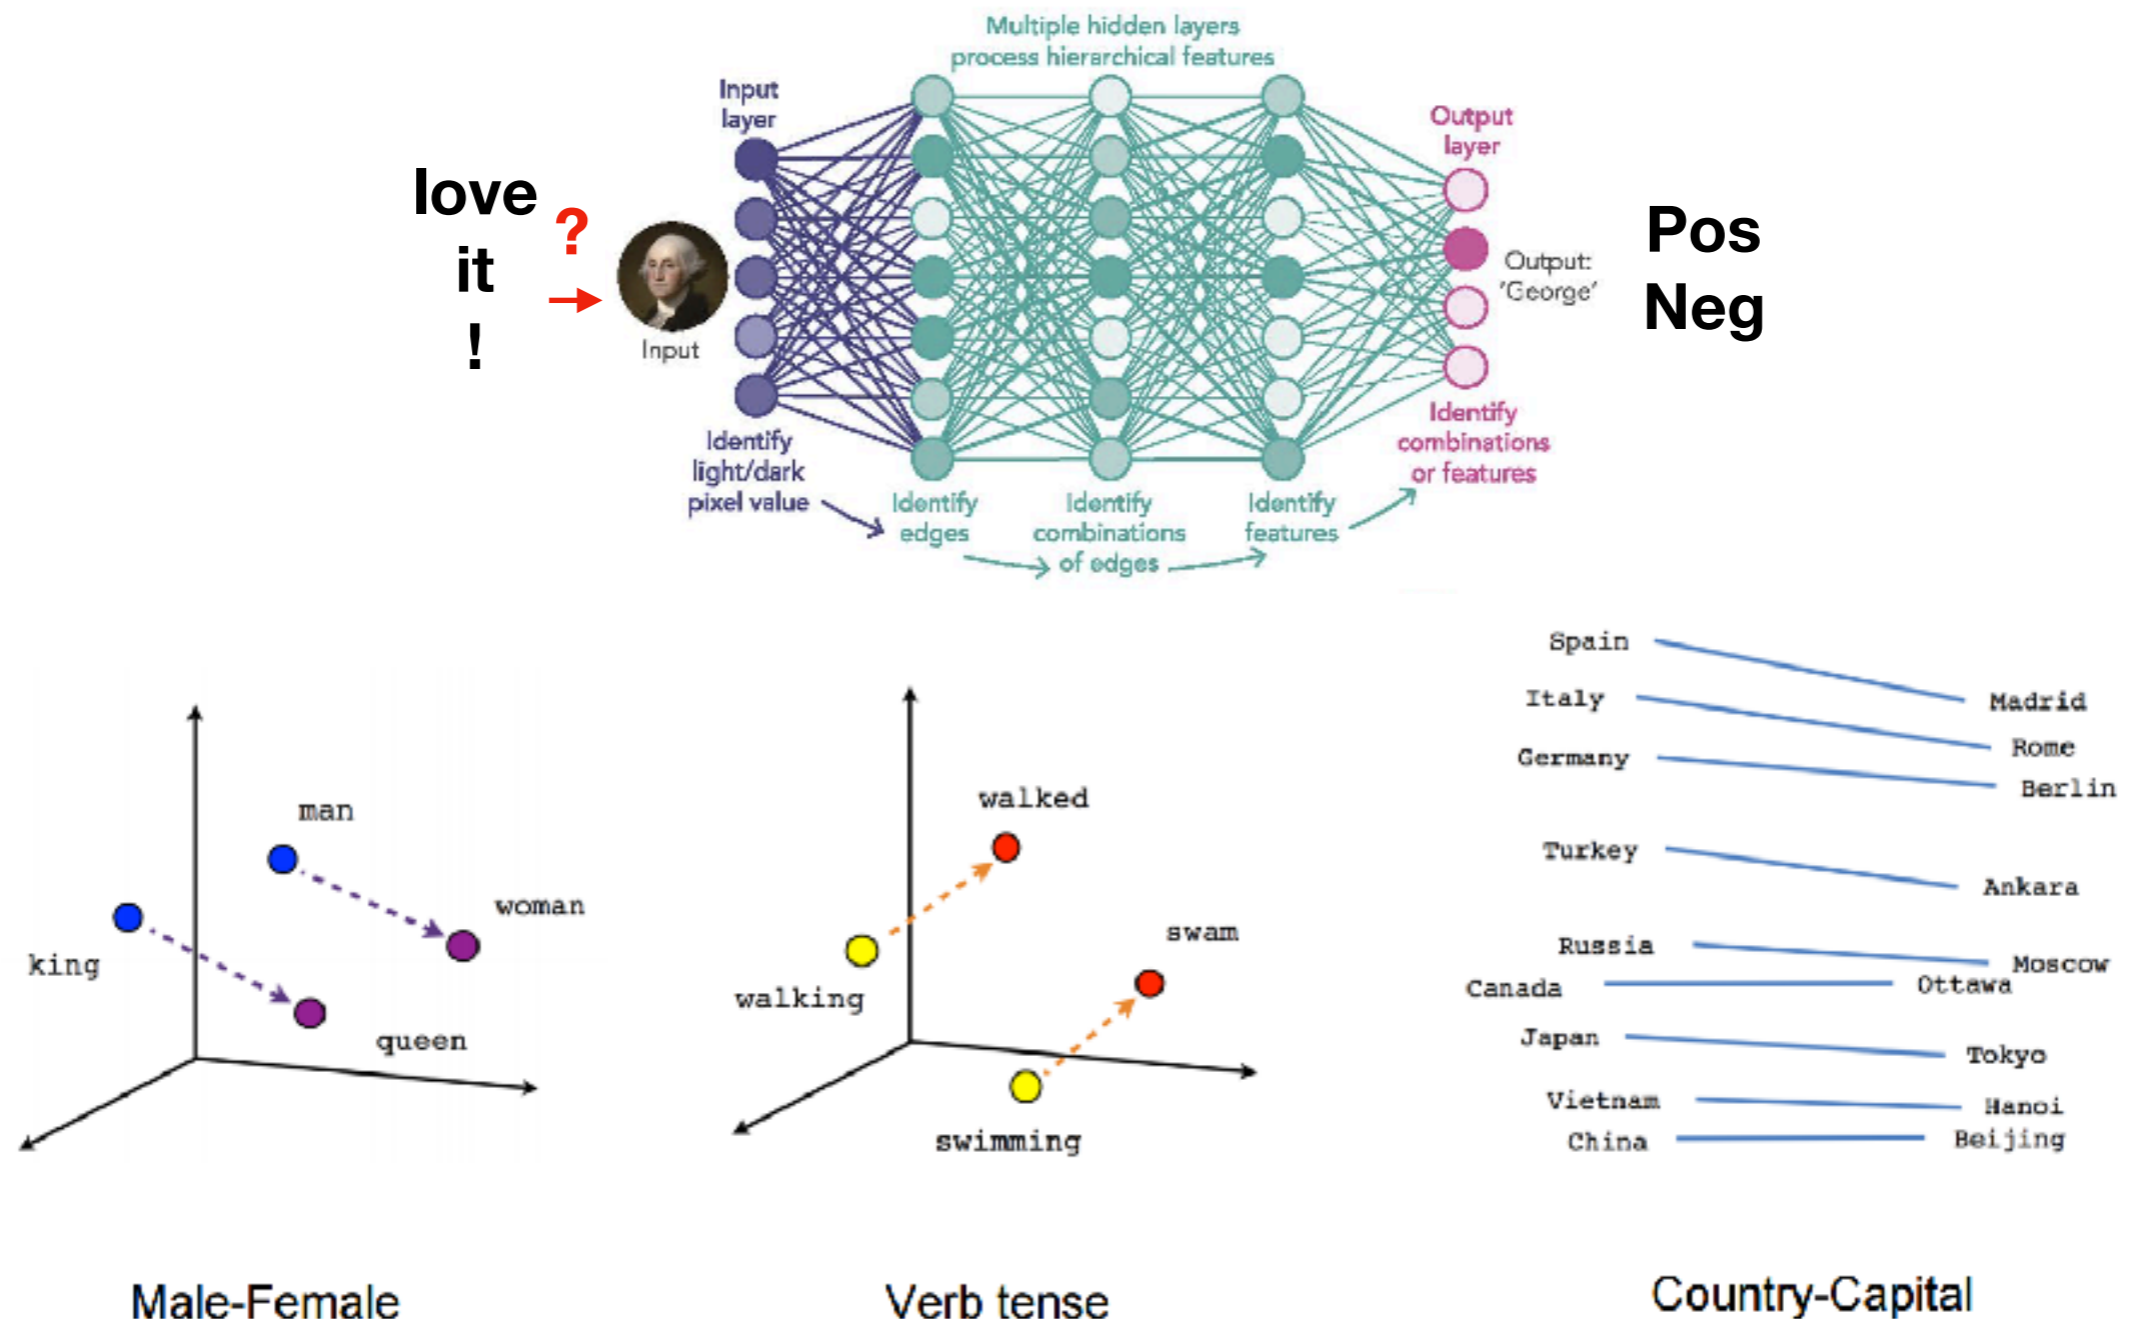 Multiple hidden layers
process hierarchical features
Input
layer
Output
layer
love
it
!
?
Input
Output:
'George'
Pos
Neg
Identify
light/dark
pixel value
Identify
edges
Identify
combinations
of edges
Identify
features
Identify
combinations
or features
man
woman
king
queen
Male-Female
walked
swam
walking
swimming
Verb tense
Spain
Madrid
Italy
Rome
Germany
Berlin
Turkey
Ankara
Russia
Moscow
Canada
Ottawa
Japan
Tokyo
Vietnam
Hanoi
China
Beijing
Country-Capital